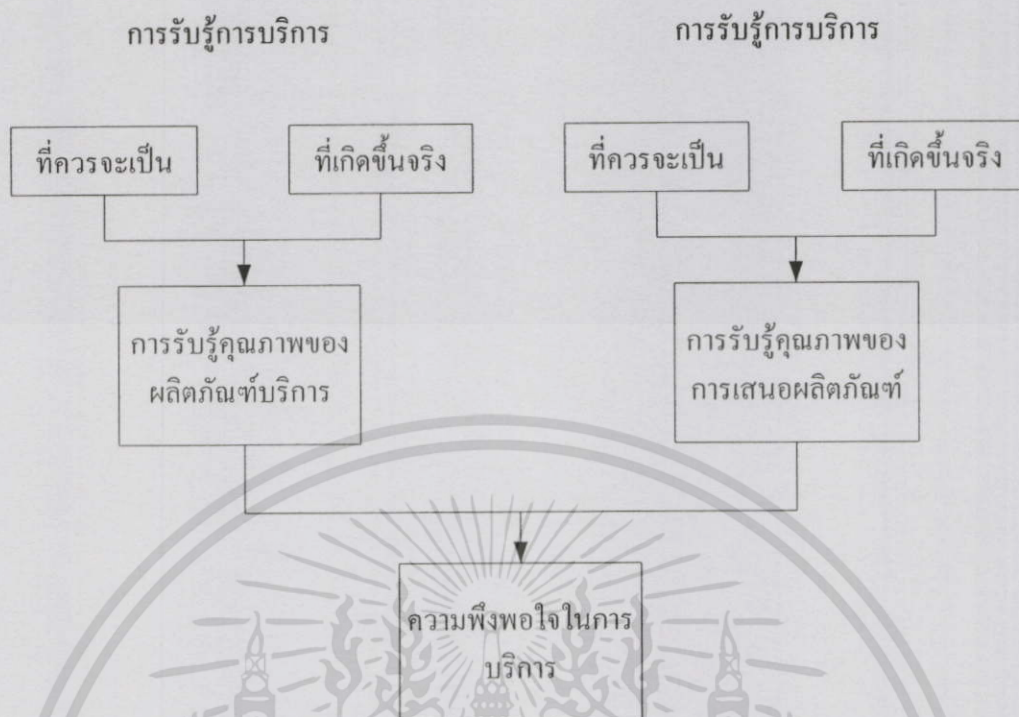 การรับรู้การบริการ
การรับรู้การบริการ
ที่ควรจะเป็น
ที่เกิดขึ้นจริง
ที่ควรจะเป็น
ที่เกิดขึ้นจริง
การรับรู้คุณภาพของ
ผลิตภัณฑ์บริการ
การรับรู้คุณภาพของ
การเสนอผลิตภัณฑ์
ความพึงพอใจในการ
บริการ